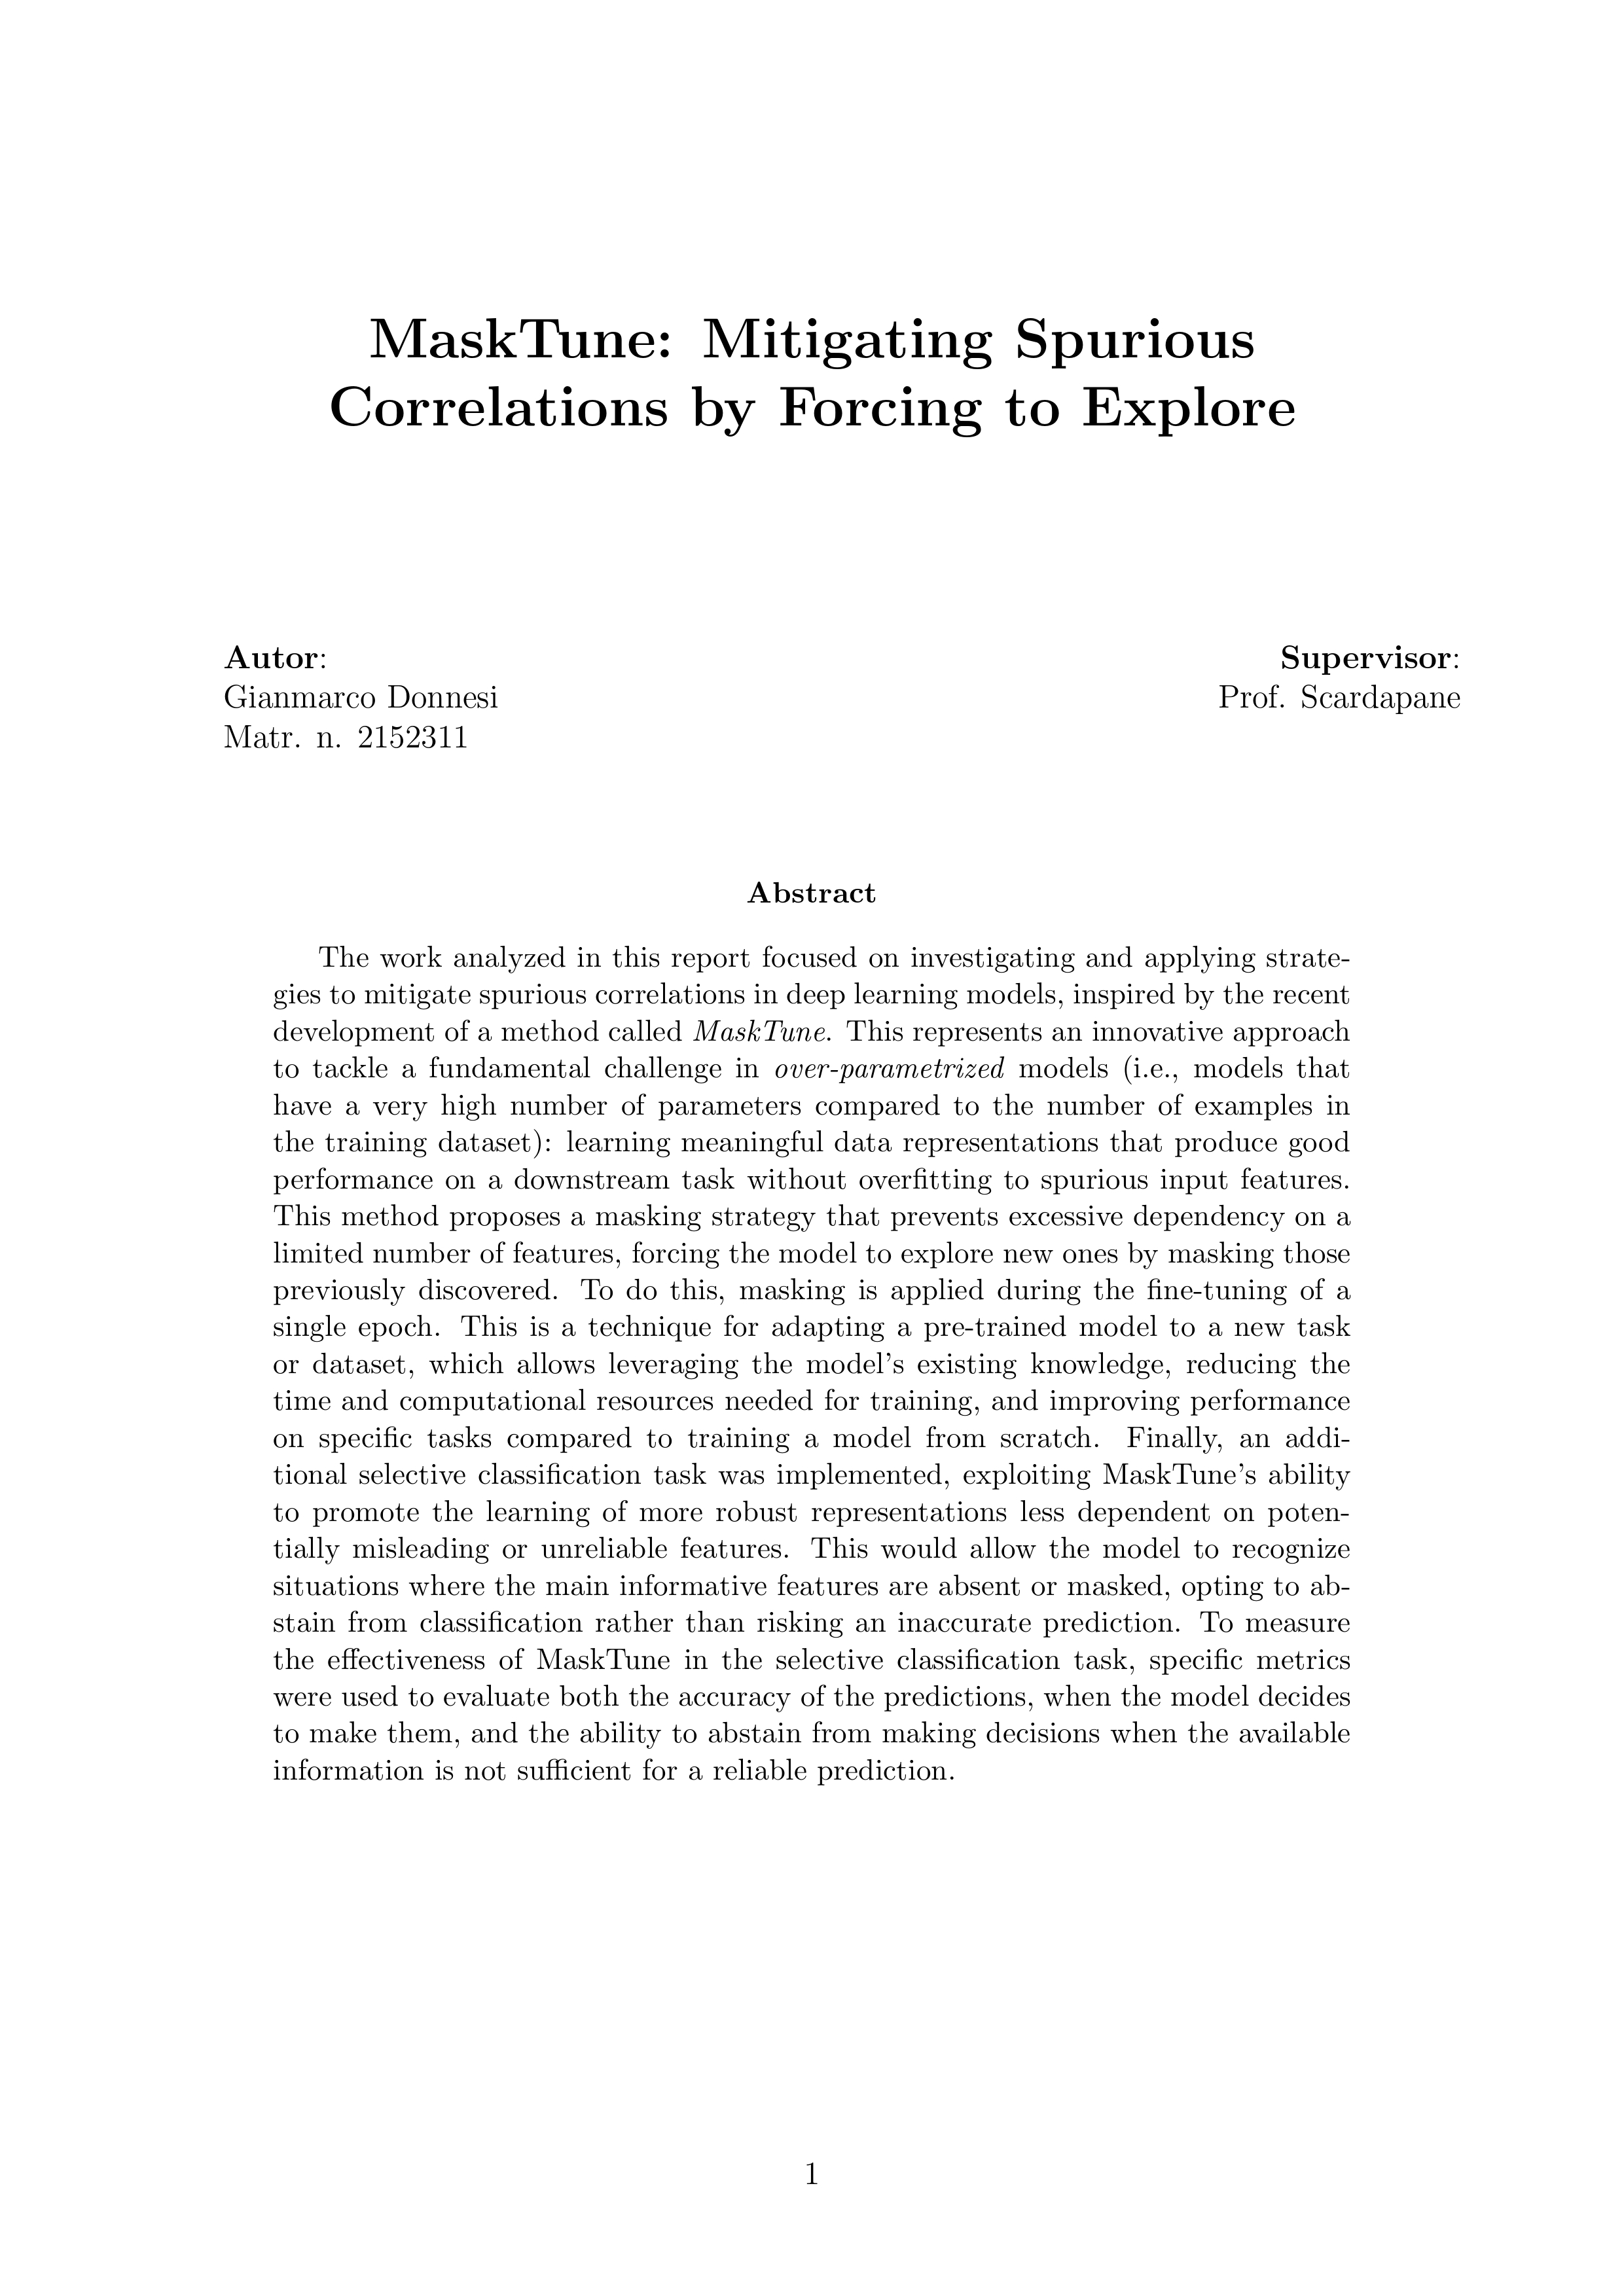 MaskTune: Mitigating Spurious
Correlations by Forcing to Explore
Autor:
Gianmarco Donnesi
Matr. n. 2152311
Supervisor:
Prof. Scardapane
Abstract
The work analyzed in this report focused on investigating and applying strate-
gies to mitigate spurious correlations in deep learning models, inspired by the recent
development of a method called MaskTune. This represents an innovative approach
to tackle a fundamental challenge in over-parametrized models (i.e., models that
have a very high number of parameters compared to the number of examples in
the training dataset): learning meaningful data representations that produce good
performance on a downstream task without overfitting to spurious input features.
This method proposes a masking strategy that prevents excessive dependency on a
limited number of features, forcing the model to explore new ones by masking those
previously discovered. To do this, masking is applied during the fine-tuning of a
single epoch. This is a technique for adapting a pre-trained model to a new task
or dataset, which allows leveraging the model's existing knowledge, reducing the
time and computational resources needed for training, and improving performance
on specific tasks compared to training a model from scratch. Finally, an addi-
tional selective classification task was implemented, exploiting MaskTune's ability
to promote the learning of more robust representations less dependent on poten-
tially misleading or unreliable features. This would allow the model to recognize
situations where the main informative features are absent or masked, opting to ab-
stain from classification rather than risking an inaccurate prediction. To measure
the effectiveness of MaskTune in the selective classification task, specific metrics
were used to evaluate both the accuracy of the predictions, when the model decides
to make them, and the ability to abstain from making decisions when the available
information is not sufficient for a reliable prediction.
1